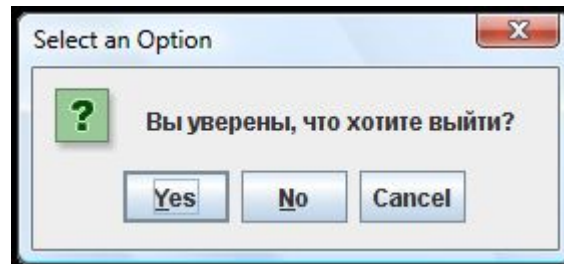 Select an Option
Вы уверены, что хотите выйти?
Yes No Cancel